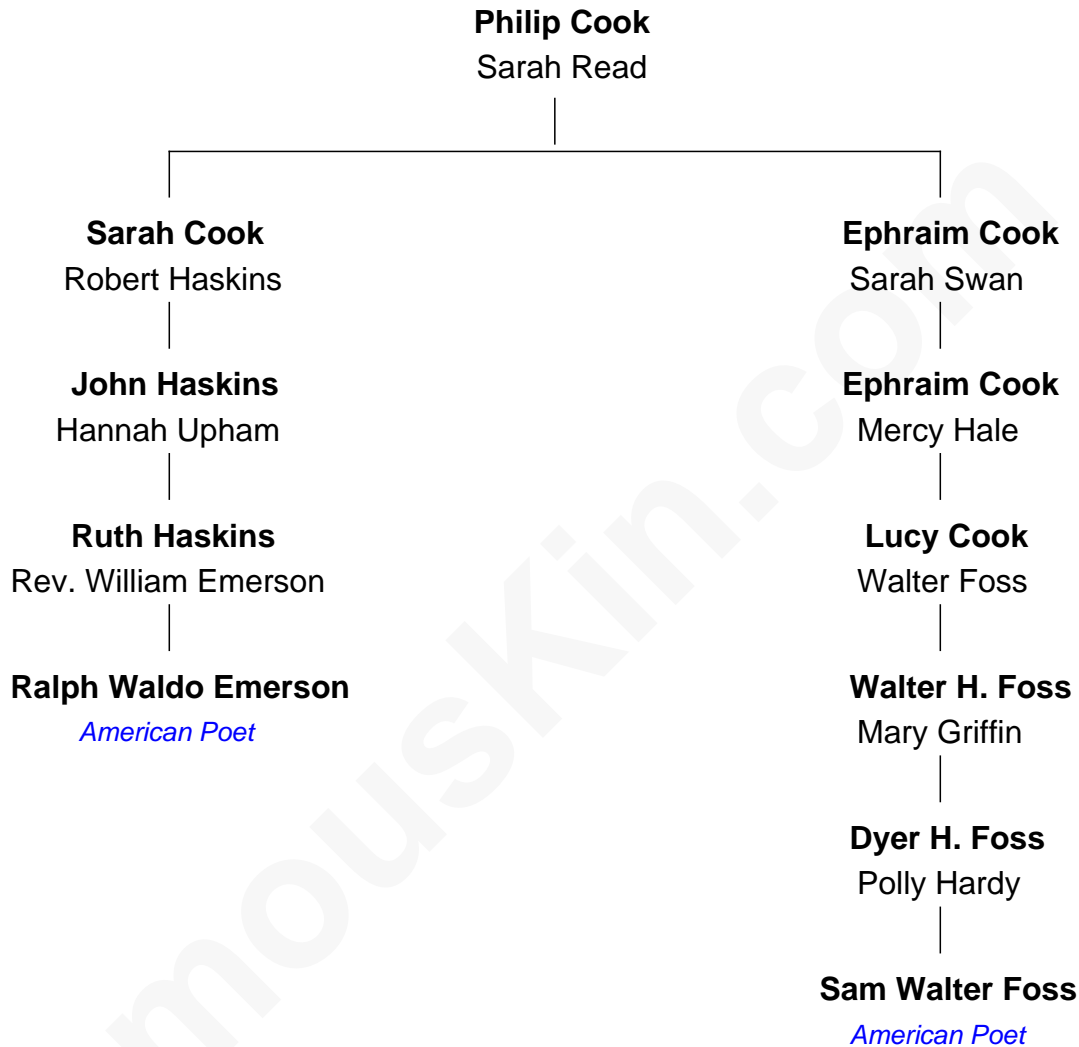 Philip Cook
Sarah Read
Sarah Cook
Robert Haskins
John Haskins
Hannah Upham
Ruth Haskins
Rev. William Emerson
Ralph Waldo Emerson
American Poet
Ephraim Cook
Sarah Swan
Ephraim Cook
Mercy Hale
Lucy Cook
Walter Foss
Walter H. Foss
Mary Griffin
Dyer H. Foss
Polly Hardy
Sam Walter Foss
American Poet
mousKin.com